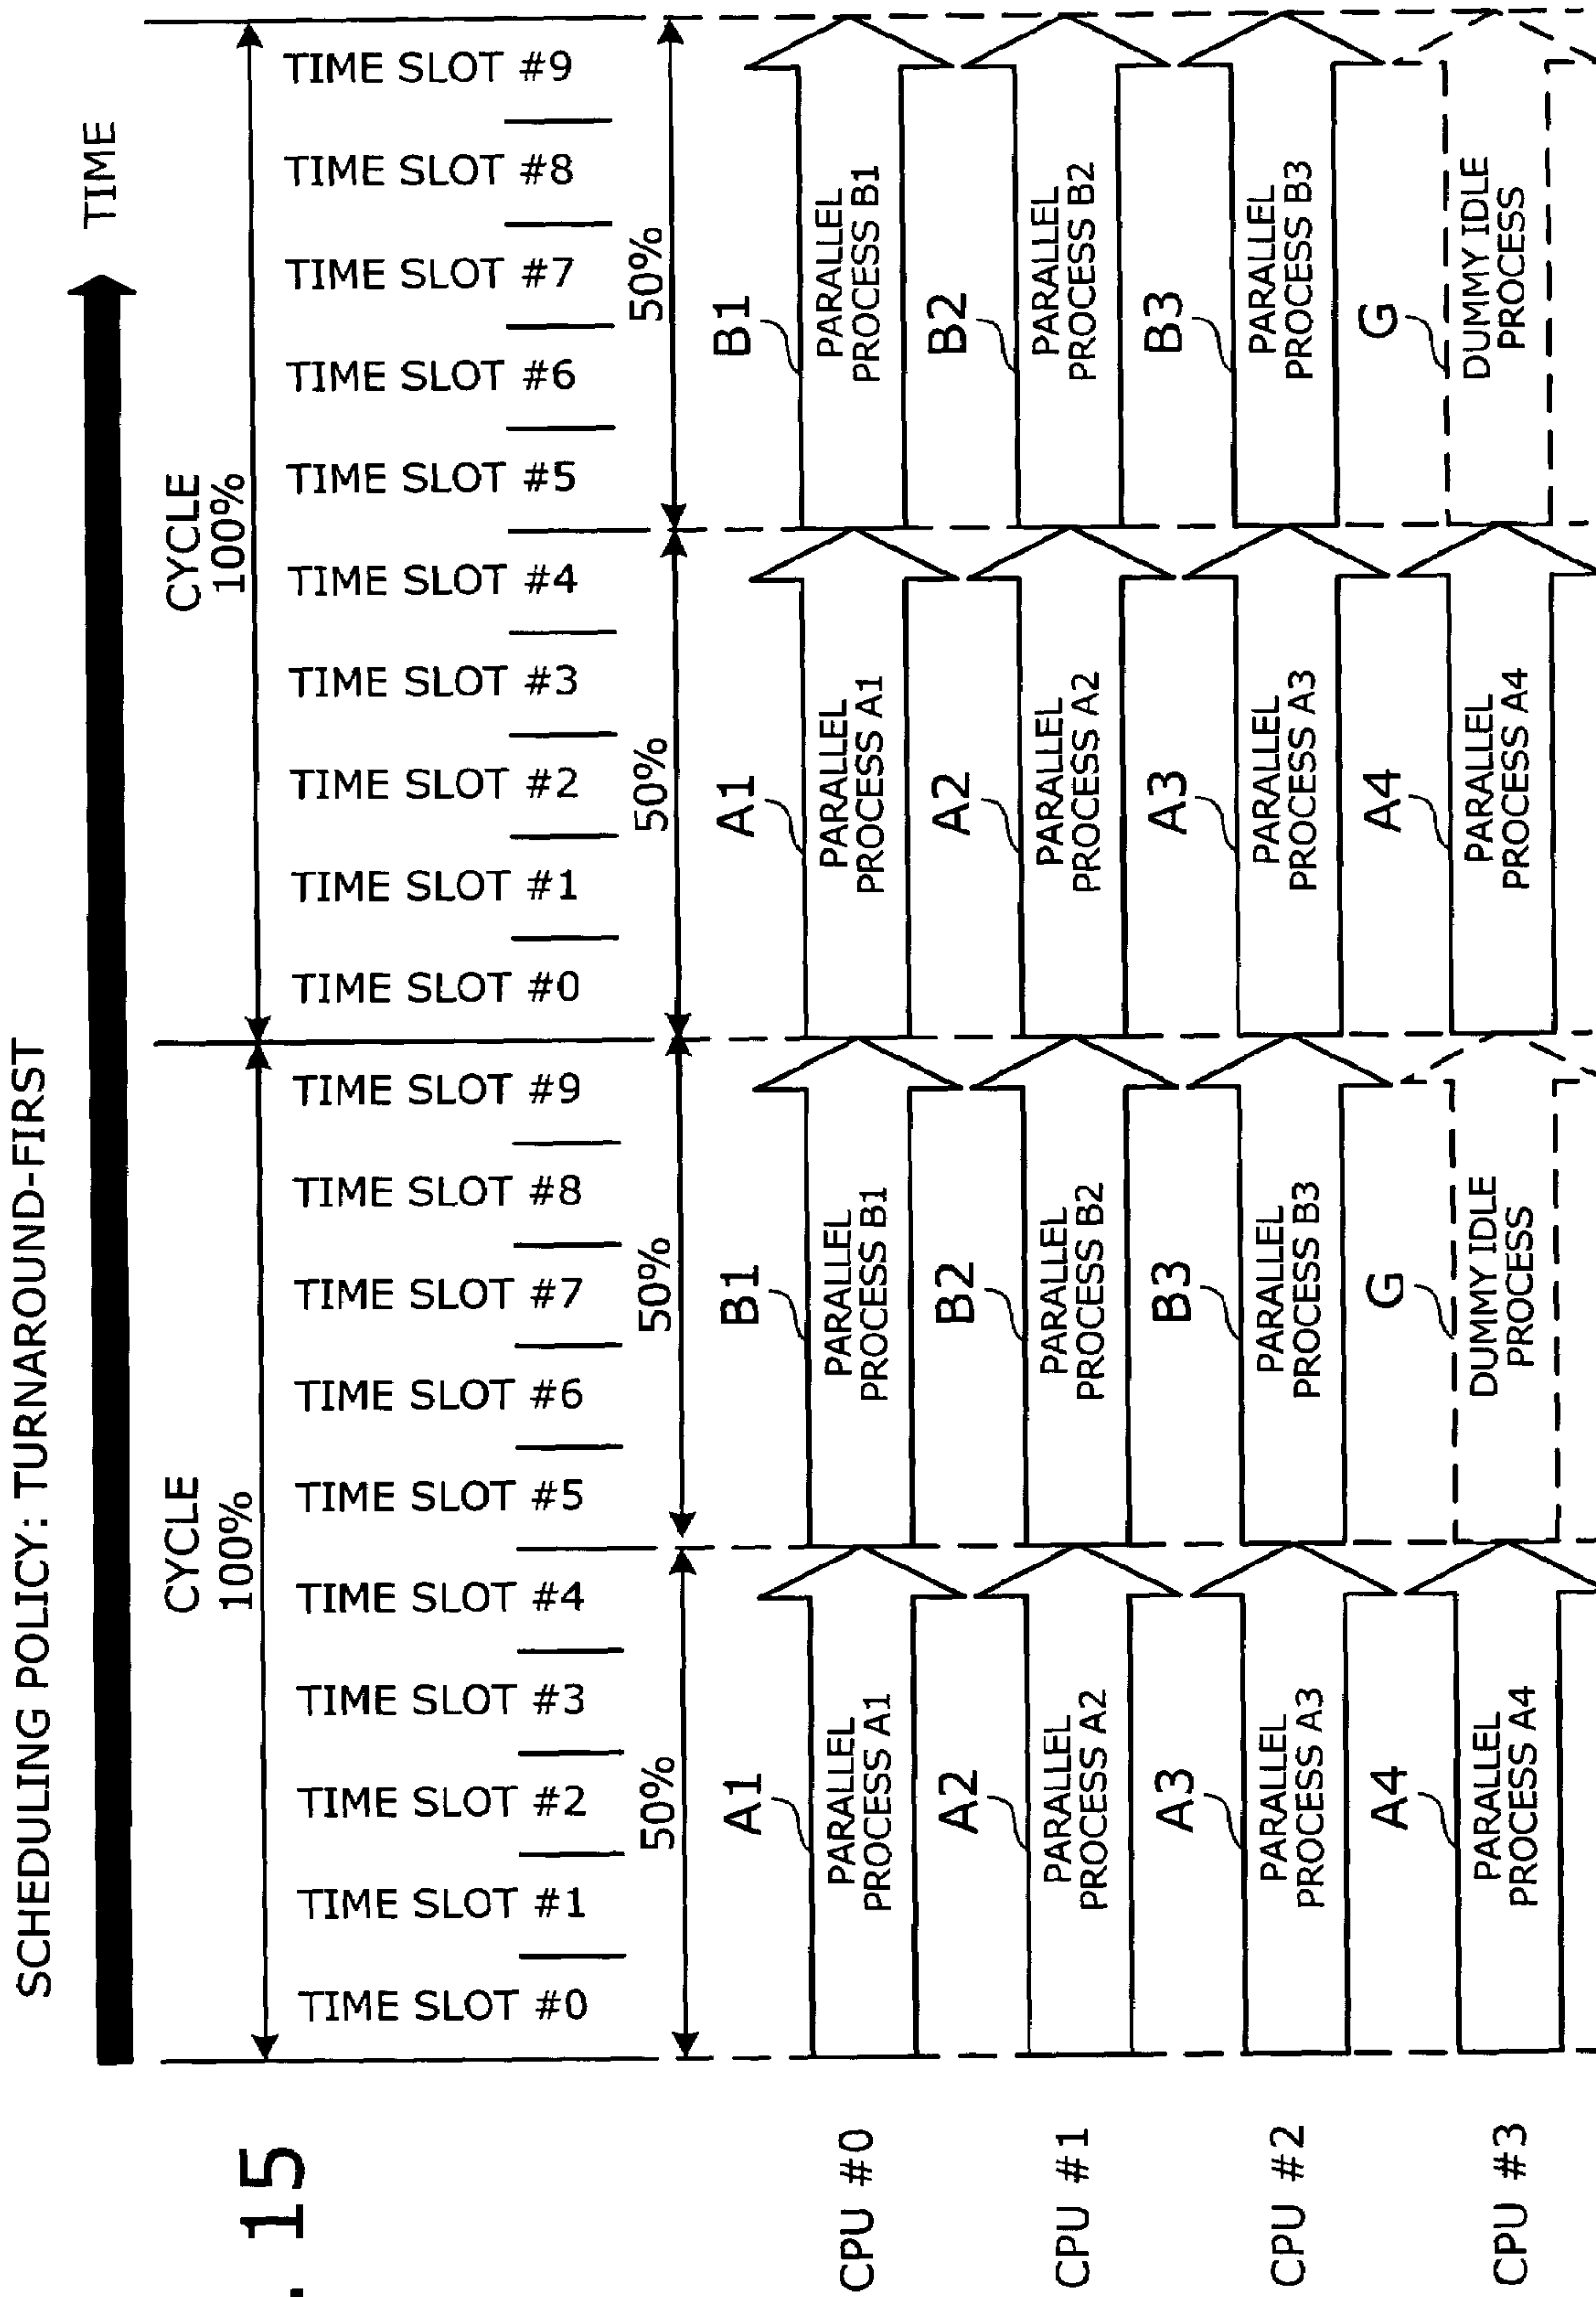 . 15
SCHEDULING POLICY: TURNAROUND-FIRST
TIME
CYCLE
100%
CYCLE
100%
TIME SLOT #0
TIME SLOT #1
TIME SLOT #2
TIME SLOT #3
TIME SLOT #4
TIME SLOT #5
TIME SLOT #6
TIME SLOT #7
TIME SLOT #8
TIME SLOT #9
TIME SLOT #0
TIME SLOT #1
TIME SLOT #2
TIME SLOT #3
TIME SLOT #4
TIME SLOT #5
TIME SLOT #6
TIME SLOT #7
TIME SLOT #8
TIME SLOT #9
50%
50%
50%
50%
CPU #0
A1
PARALLEL
PROCESS A1
B1
PARALLEL
PROCESS B1
A1
PARALLEL
PROCESS A1
B1
PARALLEL
PROCESS B1
CPU #1
A2
PARALLEL
PROCESS A2
B2
PARALLEL
PROCESS B2
A2
PARALLEL
PROCESS A2
B2
PARALLEL
PROCESS B2
CPU #2
A3
PARALLEL
PROCESS A3
B3
PARALLEL
PROCESS B3
A3
PARALLEL
PROCESS A3
B3
PARALLEL
PROCESS B3
CPU #3
A4
PARALLEL
PROCESS A4
G
DUMMY IDLE
PROCESS
A4
PARALLEL
PROCESS A4
G
DUMMY IDLE
PROCESS